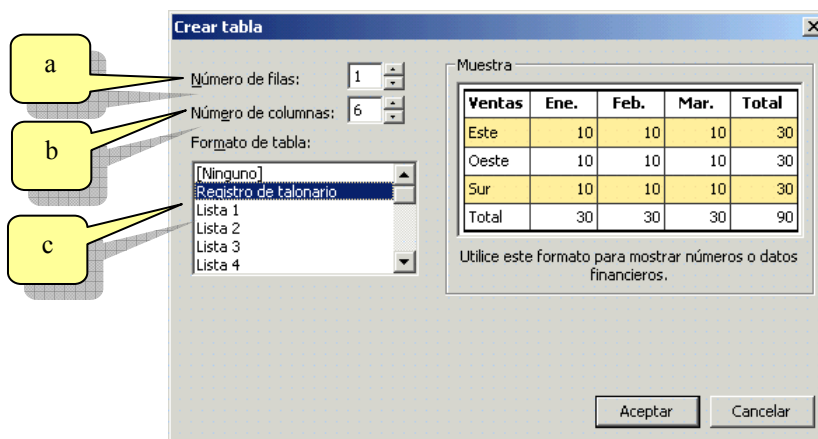 Crear tabla
a
Número de filas: 1
b
Número de columnas: 6
Formato de tabla:
[Ninguno]
Registro de talonario
Lista 1
Lista 2
Lista 3
Lista 4
c
Muestra
Ventas Ene. Feb. Mar. Total
Este 10 10 10 30
Oeste 10 10 10 30
Sur 10 10 10 30
Total 30 30 30 90
Utilice este formato para mostrar números o datos
financieros.
Aceptar Cancelar